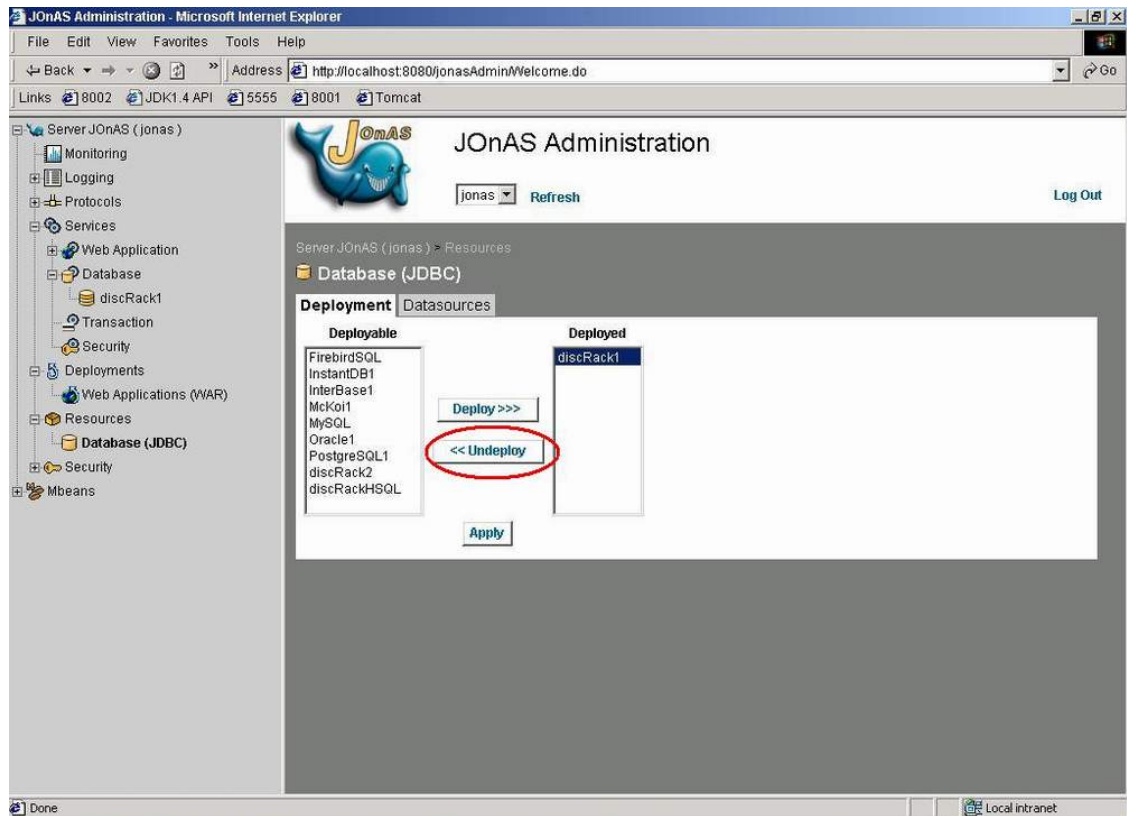 JOnAS Administration - Microsoft Internet Explorer
File Edit View Favorites Tools Help
Back » Address http://localhost:8080/jonasAdmin/Welcome.do Go
Links 8002 JDK1.4 API 5555 8001 Tomcat
Server JOnAS ( jonas )
Monitoring
Logging
Protocols
Services
Web Application
Database
discRack1
Transaction
Security
Deployments
Web Applications (WAR)
Resources
Database (JDBC)
Security
Mbeans
JOnAS
JOnAS Administration
jonas Refresh
Log Out
Server JOnAS ( jonas ) > Resources
Database (JDBC)
Deployment Datasources
Deployable
FirebirdSQL
InstantDB1
InterBase1
McKoi1
MySQL
Oracle1
PostgreSQL1
discRack2
discRackHSQL
Deploy >>>
<< Undeploy
Apply
Deployed
discRack1
Done
Local intranet